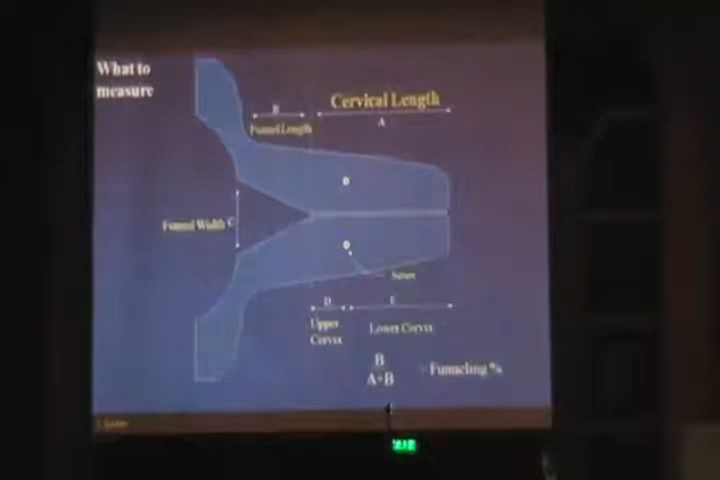 What to
measure
Cervical Length
B
A
Funnel Length
Funnel Width C
Suture
D
E
Upper
Cervix
Lower Cervix
B
A+B
Funneling %